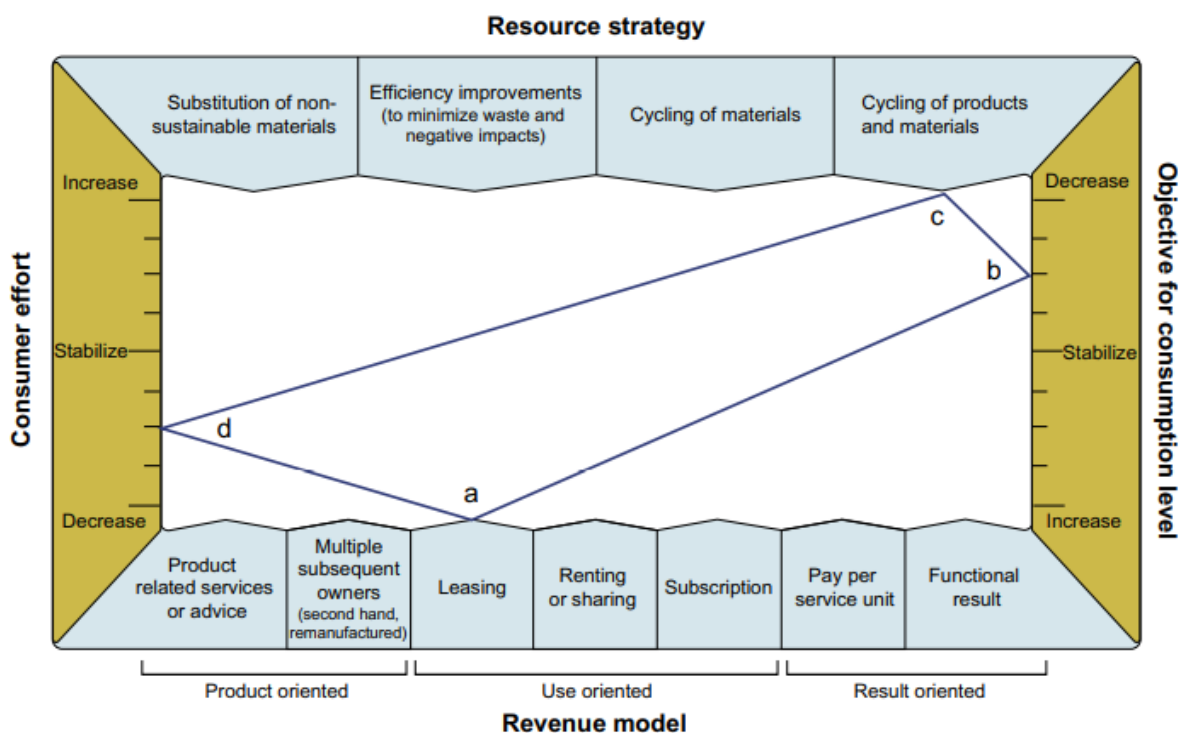 Resource strategy
Substitution of non-
sustainable materials
Efficiency improvements
(to minimize waste and
negative impacts)
Cycling of materials
Cycling of products
and materials
Increase
Decrease
c
b
Consumer effort
Objective for consumption level
Stabilize
Stabilize
d
a
Decrease
Increase
Product
related services
or advice
Multiple
subsequent
owners
(second hand,
remanufactured)
Leasing
Renting
or sharing
Subscription
Pay per
service unit
Functional
result
Product oriented
Use oriented
Result oriented
Revenue model